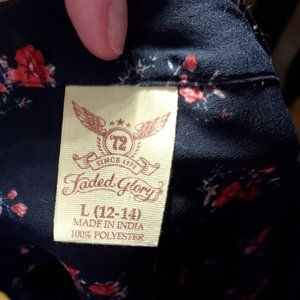 '72
SINCE 1972
Faded Glory
L (12-14)
MADE IN INDIA
100% POLYESTER